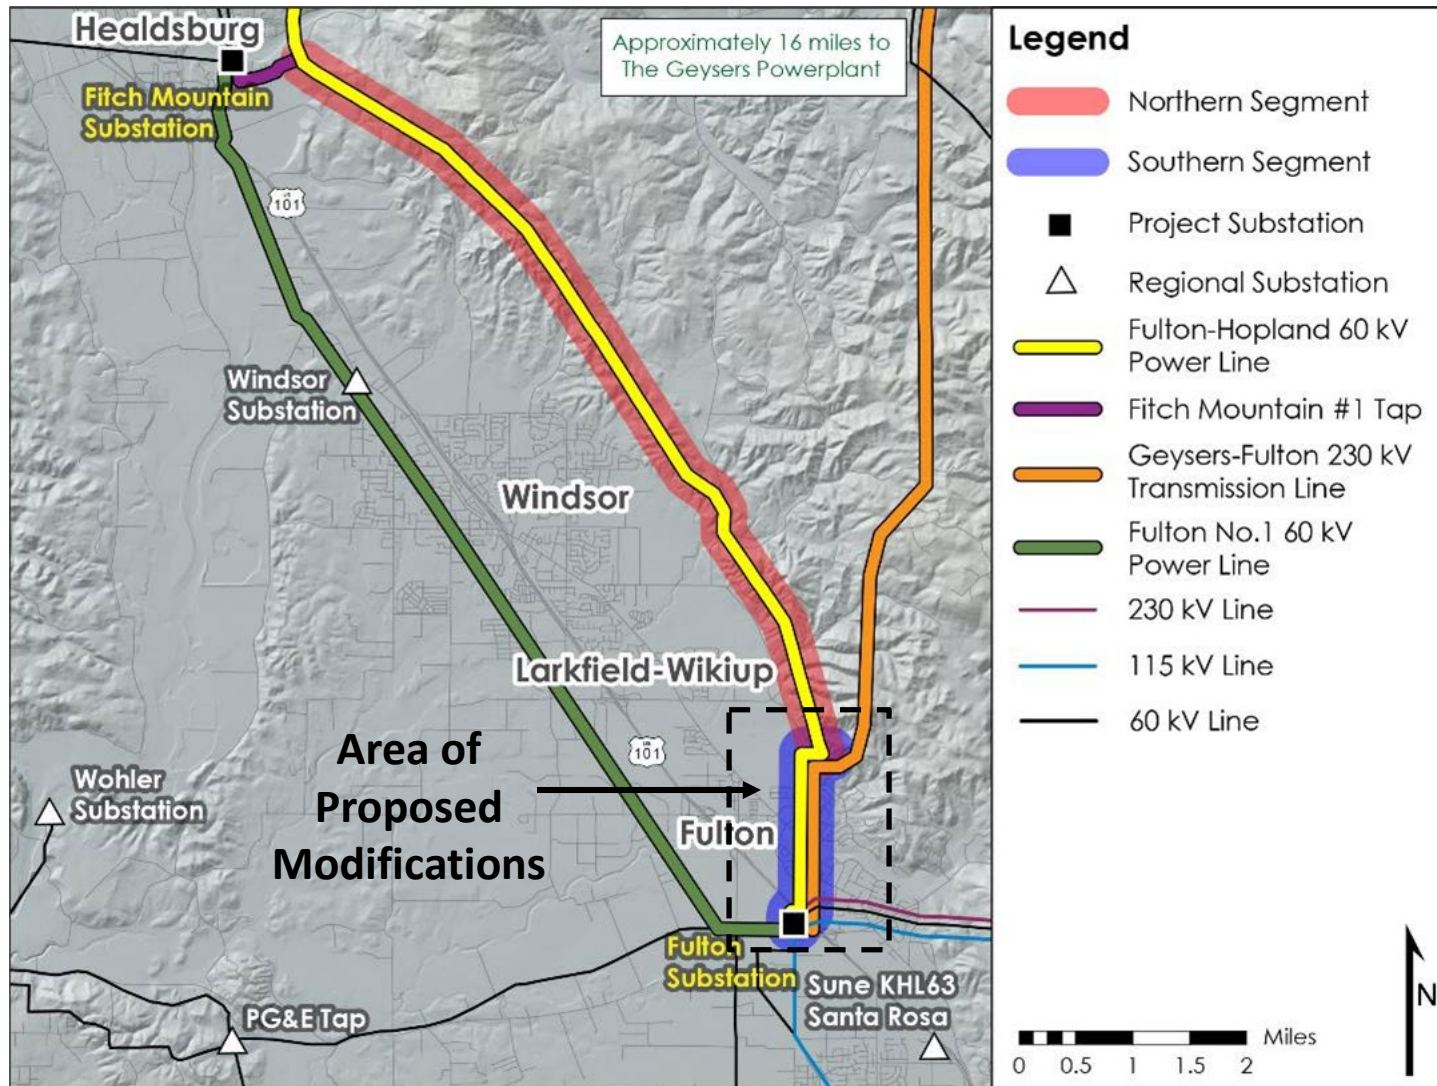 Healdsburg
Approximately 16 miles to
The Geysers Powerplant
Fitch Mountain
Substation
US
101
Windsor
Substation
Windsor
Larkfield-Wikiup
US
101
Area of
Proposed
Modifications
Wohler
Substation
Fulton
Fulton
Substation
Sune KHL63
Santa Rosa
PG&E Tap
Legend
Northern Segment
Southern Segment
Project Substation
Regional Substation
Fulton-Hopland 60 kV
Power Line
Fitch Mountain #1 Tap
Geysers-Fulton 230 kV
Transmission Line
Fulton No.1 60 kV
Power Line
230 kV Line
115 kV Line
60 kV Line
N
Miles
0 0.5 1 1.5 2